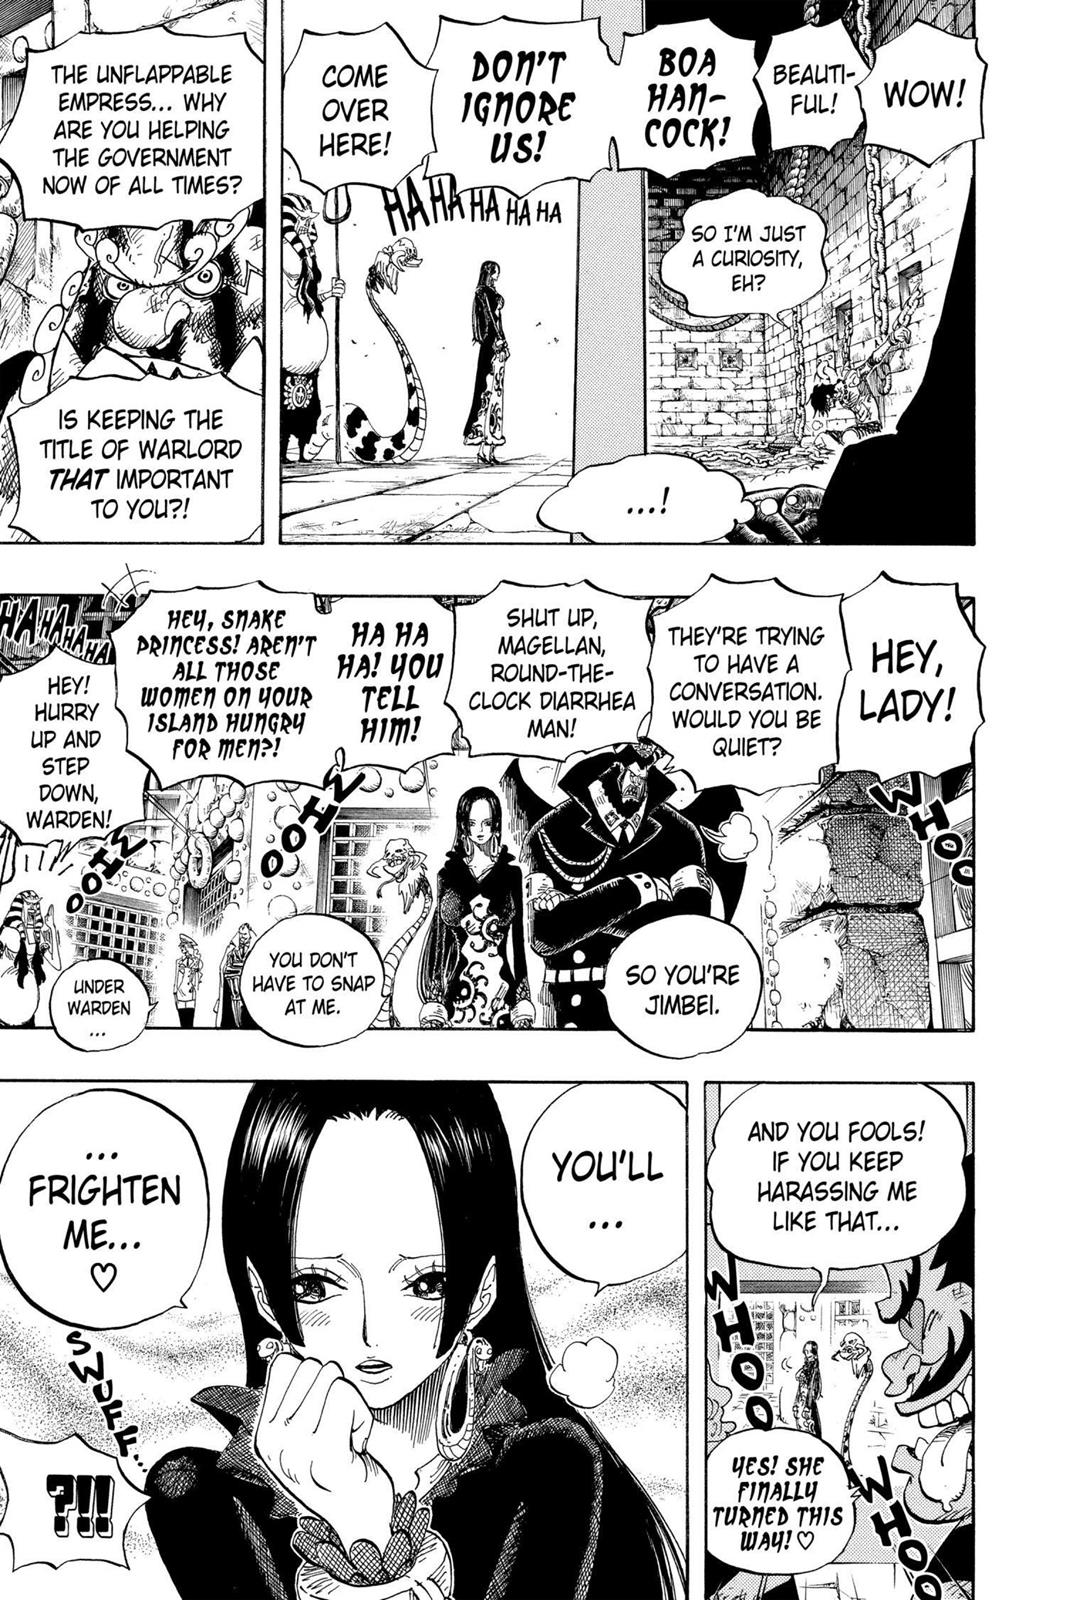 WOW!
BEAUTI-
FUL!
BOA
HAN-
COCK!
DON'T
IGNORE
US!
COME
OVER
HERE!
HA HA HA HA HA
SO I'M JUST
A CURIOSITY,
EH?
...!
THE UNFLAPPABLE
EMPRESS... WHY
ARE YOU HELPING
THE GOVERNMENT
NOW OF ALL TIMES?
IS KEEPING THE
TITLE OF WARLORD
THAT IMPORTANT
TO YOU?!
HEY,
LADY!
THEY'RE TRYING
TO HAVE A
CONVERSATION.
WOULD YOU BE
QUIET?
SHUT UP,
MAGELLAN,
ROUND-THE-
CLOCK DIARRHEA
MAN!
HA HA
HA! YOU
TELL
HIM!
HEY, SNAKE
PRINCESS! AREN'T
ALL THOSE
WOMEN ON YOUR
ISLAND HUNGRY
FOR MEN?!
HA HA HA HA
HEY!
HURRY
UP AND
STEP
DOWN,
WARDEN!
WHOO
SO YOU'RE
JIMBEI.
WHOO
YOU DON'T
HAVE TO SNAP
AT ME.
WHOO
UNDER
WARDEN
...
AND YOU FOOLS!
IF YOU KEEP
HARASSING ME
LIKE THAT...
WHOO
YES! SHE
FINALLY
TURNED THIS
WAY! ♡
WHOO
YOU'LL
...
...
FRIGHTEN
ME...
♡
SWUFF...
?!!